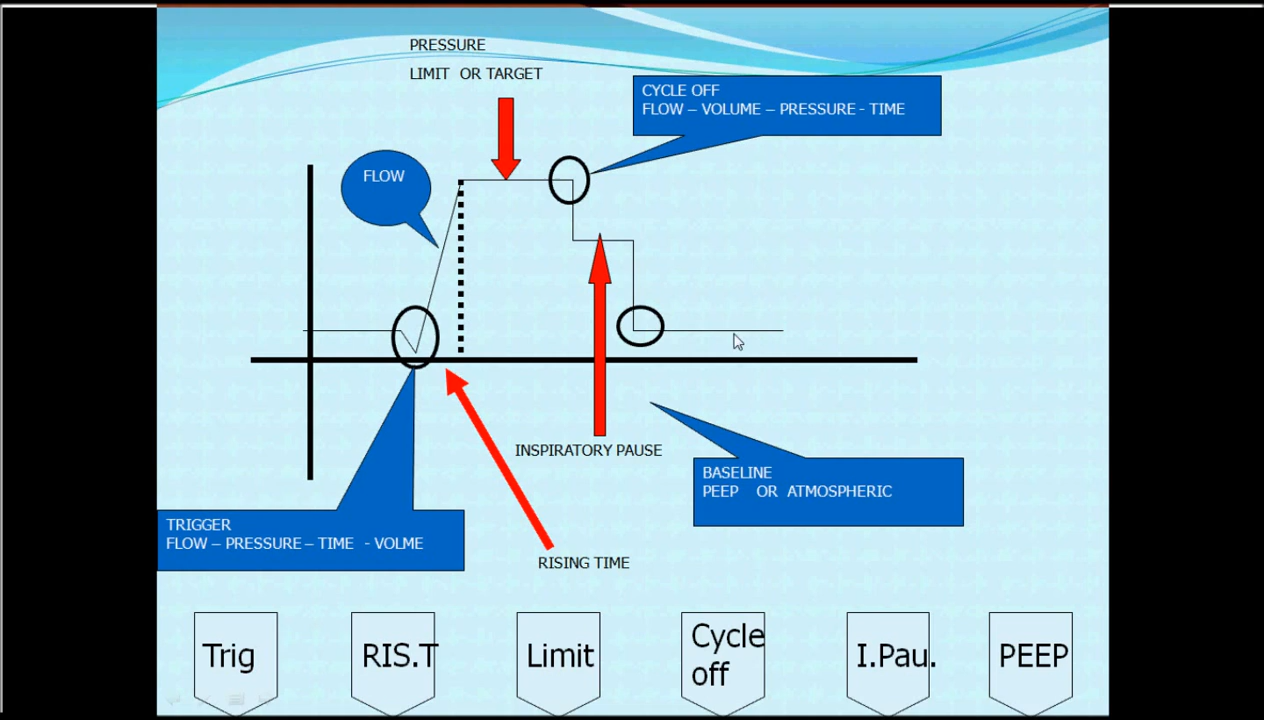 PRESSURE
LIMIT OR TARGET
CYCLE OFF
FLOW – VOLUME – PRESSURE - TIME
FLOW
INSPIRATORY PAUSE
BASELINE
PEEP OR ATMOSPHERIC
TRIGGER
FLOW – PRESSURE – TIME - VOLME
RISING TIME
Trig
RIS.T
Limit
Cycle
off
I.Pau.
PEEP